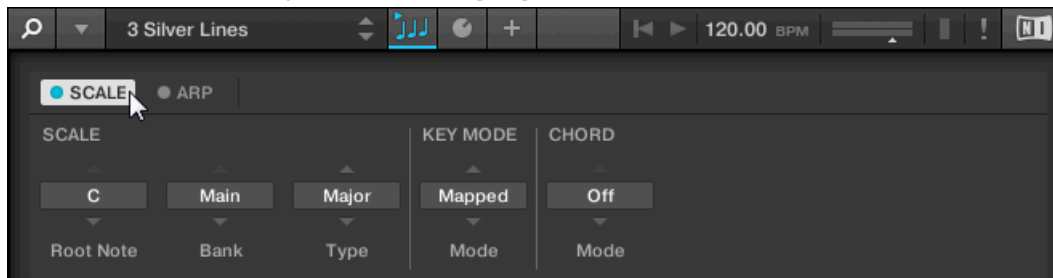 3 Silver Lines 120.00 BPM ! NI
SCALE ARP
SCALE KEY MODE CHORD
C Main Major Mapped Off
Root Note Bank Type Mode Mode